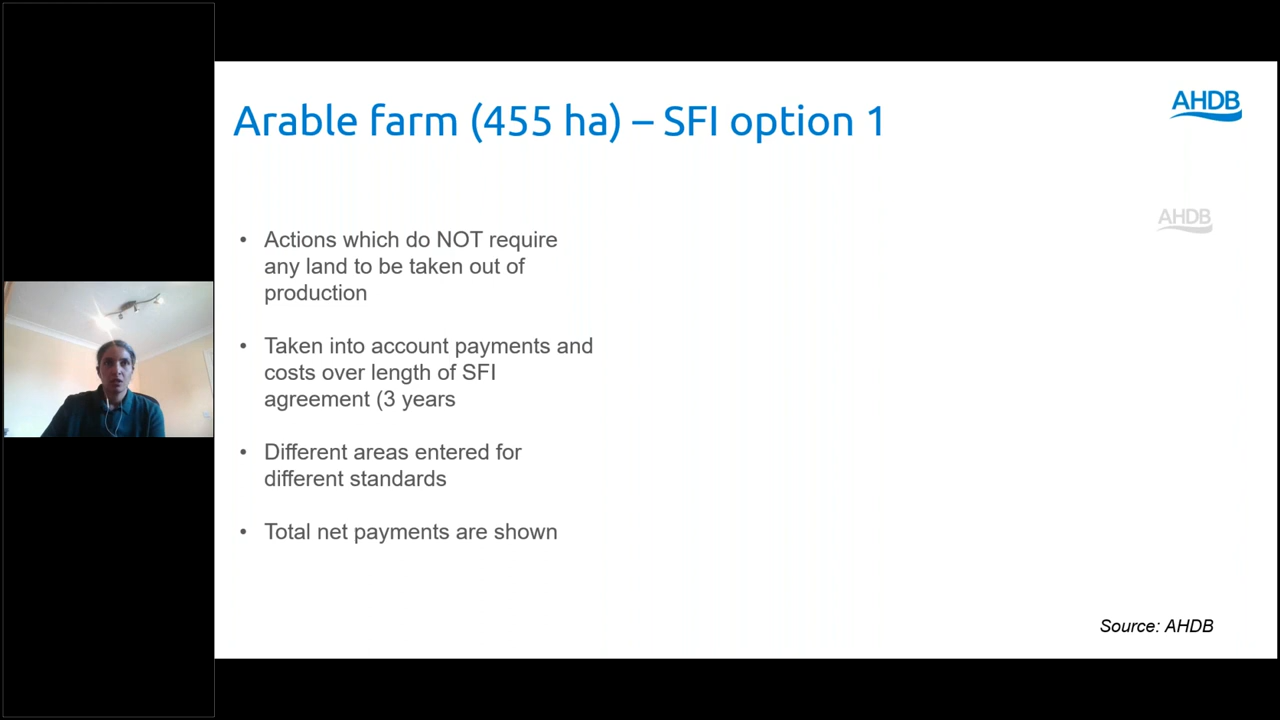 Arable farm (455 ha) – SFI option 1
AHDB
AHDB
• Actions which do NOT require
any land to be taken out of
production
• Taken into account payments and
costs over length of SFI
agreement (3 years
• Different areas entered for
different standards
• Total net payments are shown
Source: AHDB